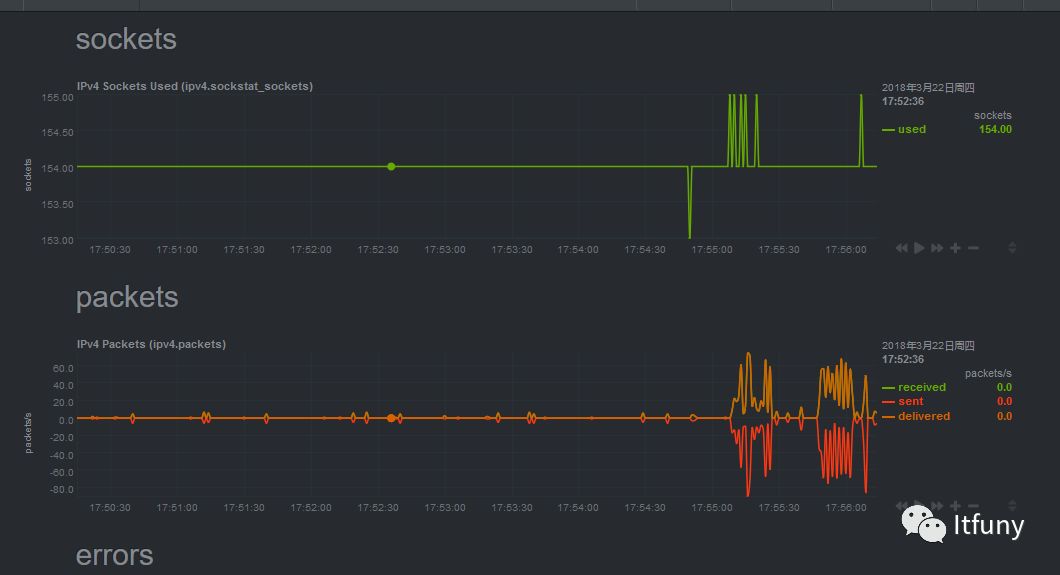 sockets
IPv4 Sockets Used (ipv4.sockstat_sockets)
2018年3月22日周四
17:52:36
sockets
used 154.00
155.00
154.50
154.00
153.50
153.00
sockets
17:50:30 17:51:00 17:51:30 17:52:00 17:52:30 17:53:00 17:53:30 17:54:00 17:54:30 17:55:00 17:55:30 17:56:00
packets
IPv4 Packets (ipv4.packets)
2018年3月22日周四
17:52:36
packets/s
received 0.0
sent 0.0
delivered 0.0
60.0
40.0
20.0
0.0
-20.0
-40.0
-60.0
-80.0
packets/s
17:50:30 17:51:00 17:51:30 17:52:00 17:52:30 17:53:00 17:53:30 17:54:00 17:54:30 17:55:00 17:55:30 17:56:00
Itfuny
errors